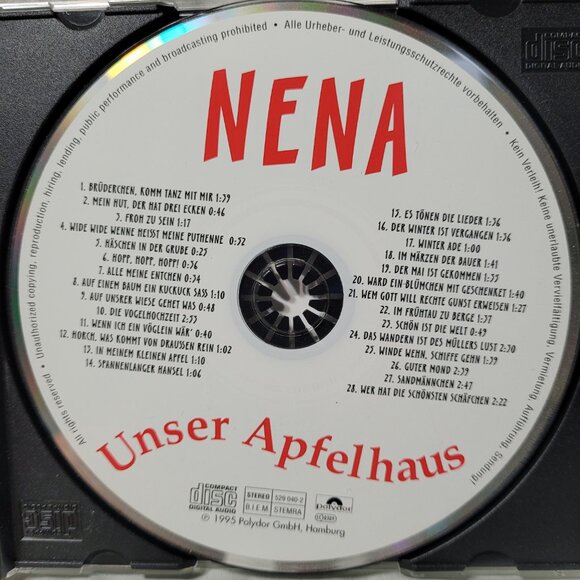 Unauthorized copying, reproduction, hiring, lending, public performance and broadcasting prohibited • Alle Urheber- und Leistungsschutzrechte vorbehalten • Kein Verleih! Keine unerlaubte Vervielfältigung, Vermietung, Aufführung, Sendung!
All rights reserved •
NENA
1. BRÜDERCHEN, KOMM TANZ MIT MIR 1:39
2. MEIN HUT, DER HAT DREI ECKEN 0:46
3. FROH ZU SEIN 1:17
4. WIDE WIDE WENNE HEISST MEINE PUTHENNE 0:52
5. HÄSCHEN IN DER GRUBE 0:25
6. HOPP, HOPP, HOPP! 0:36
7. ALLE MEINE ENTCHEN 0:34
8. AUF EINEM BAUM EIN KUCKUCK SASS 1:10
9. AUF UNSRER WIESE GEHET WAS 0:48
10. DIE VOGELHOCHZEIT 2:55
11. WENN ICH EIN VÖGLEIN WÄR' 0:40
12. HORCH, WAS KOMMT VON DRAUSSEN REIN 1:02
13. IN MEINEM KLEINEN APFEL 1:10
14. SPANNENLANGER HANSEL 1:06
15. ES TÖNEN DIE LIEDER 1:36
16. DER WINTER IST VERGANGEN 1:36
17. WINTER ADE 1:00
18. IM MÄRZEN DER BAUER 1:41
19. DER MAI IST GEKOMMEN 1:33
20. WARD EIN BLÜMCHEN MIR GESCHENKET 1:40
21. WEM GOTT WILL RECHTE GUNST ERWEISEN 1:27
22. IM FRÜHTAU ZU BERGE 1:37
23. SCHÖN IST DIE WELT 0:49
24. DAS WANDERN IST DES MÜLLERS LUST 2:30
25. WINDE WEHN, SCHIFFE GEHN 1:39
26. GUTER MOND 2:39
27. SANDMÄNNCHEN 2:47
28. WER HAT DIE SCHÖNSTEN SCHÄFCHEN 2:22
Unser Apfelhaus
COMPACT
disc
DIGITAL AUDIO
STEREO 529 040-2
B.I.E.M STEMRA
polydor
℗ 1995 Polydor GmbH, Hamburg
COMPACT
disc
DIGITAL AUDIO